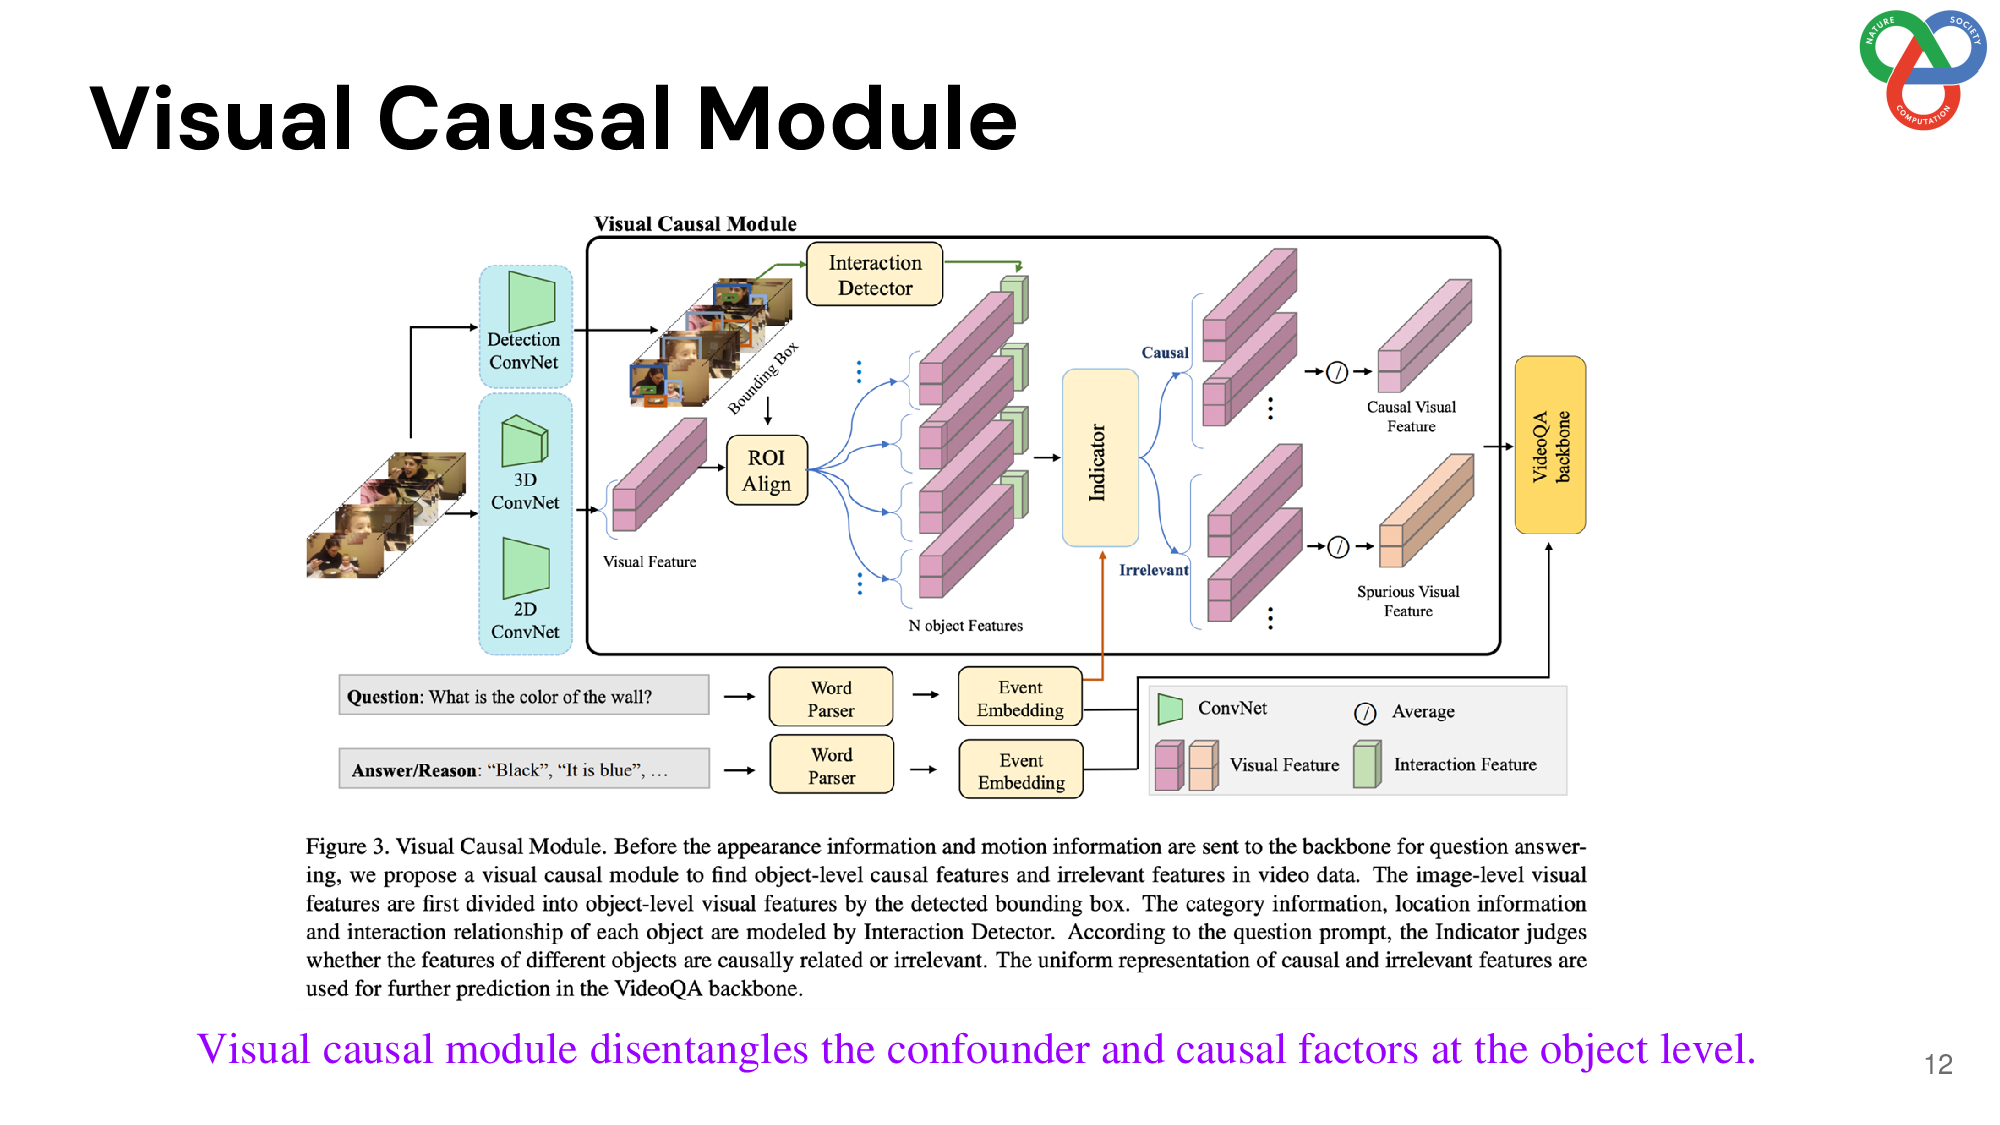 NATURE
SOCIETY
COMPUTATION
Visual Causal Module
Visual Causal Module
Interaction
Detector
Detection
ConvNet
Bounding Box
3D
ConvNet
2D
ConvNet
Visual Feature
ROI
Align
N object Features
Indicator
Causal
Irrelevant
Causal Visual
Feature
Spurious Visual
Feature
VideoQA
backbone
Question: What is the color of the wall?
Word
Parser
Event
Embedding
Answer/Reason: “Black”, “It is blue”, …
Word
Parser
Event
Embedding
ConvNet
Average
Visual Feature
Interaction Feature
Figure 3. Visual Causal Module. Before the appearance information and motion information are sent to the backbone for question answer-
ing, we propose a visual causal module to find object-level causal features and irrelevant features in video data. The image-level visual
features are first divided into object-level visual features by the detected bounding box. The category information, location information
and interaction relationship of each object are modeled by Interaction Detector. According to the question prompt, the Indicator judges
whether the features of different objects are causally related or irrelevant. The uniform representation of causal and irrelevant features are
used for further prediction in the VideoQA backbone.
Visual causal module disentangles the confounder and causal factors at the object level.
12